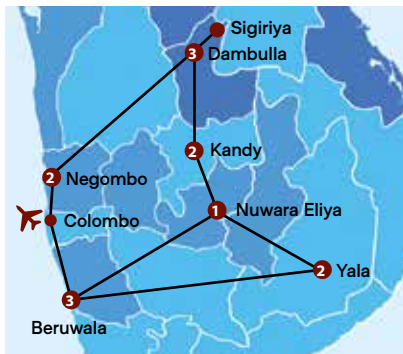 Sigiriya
3 Dambulla
2 Kandy
2 Negombo
1 Nuwara Eliya
Colombo
2 Yala
3
Beruwala